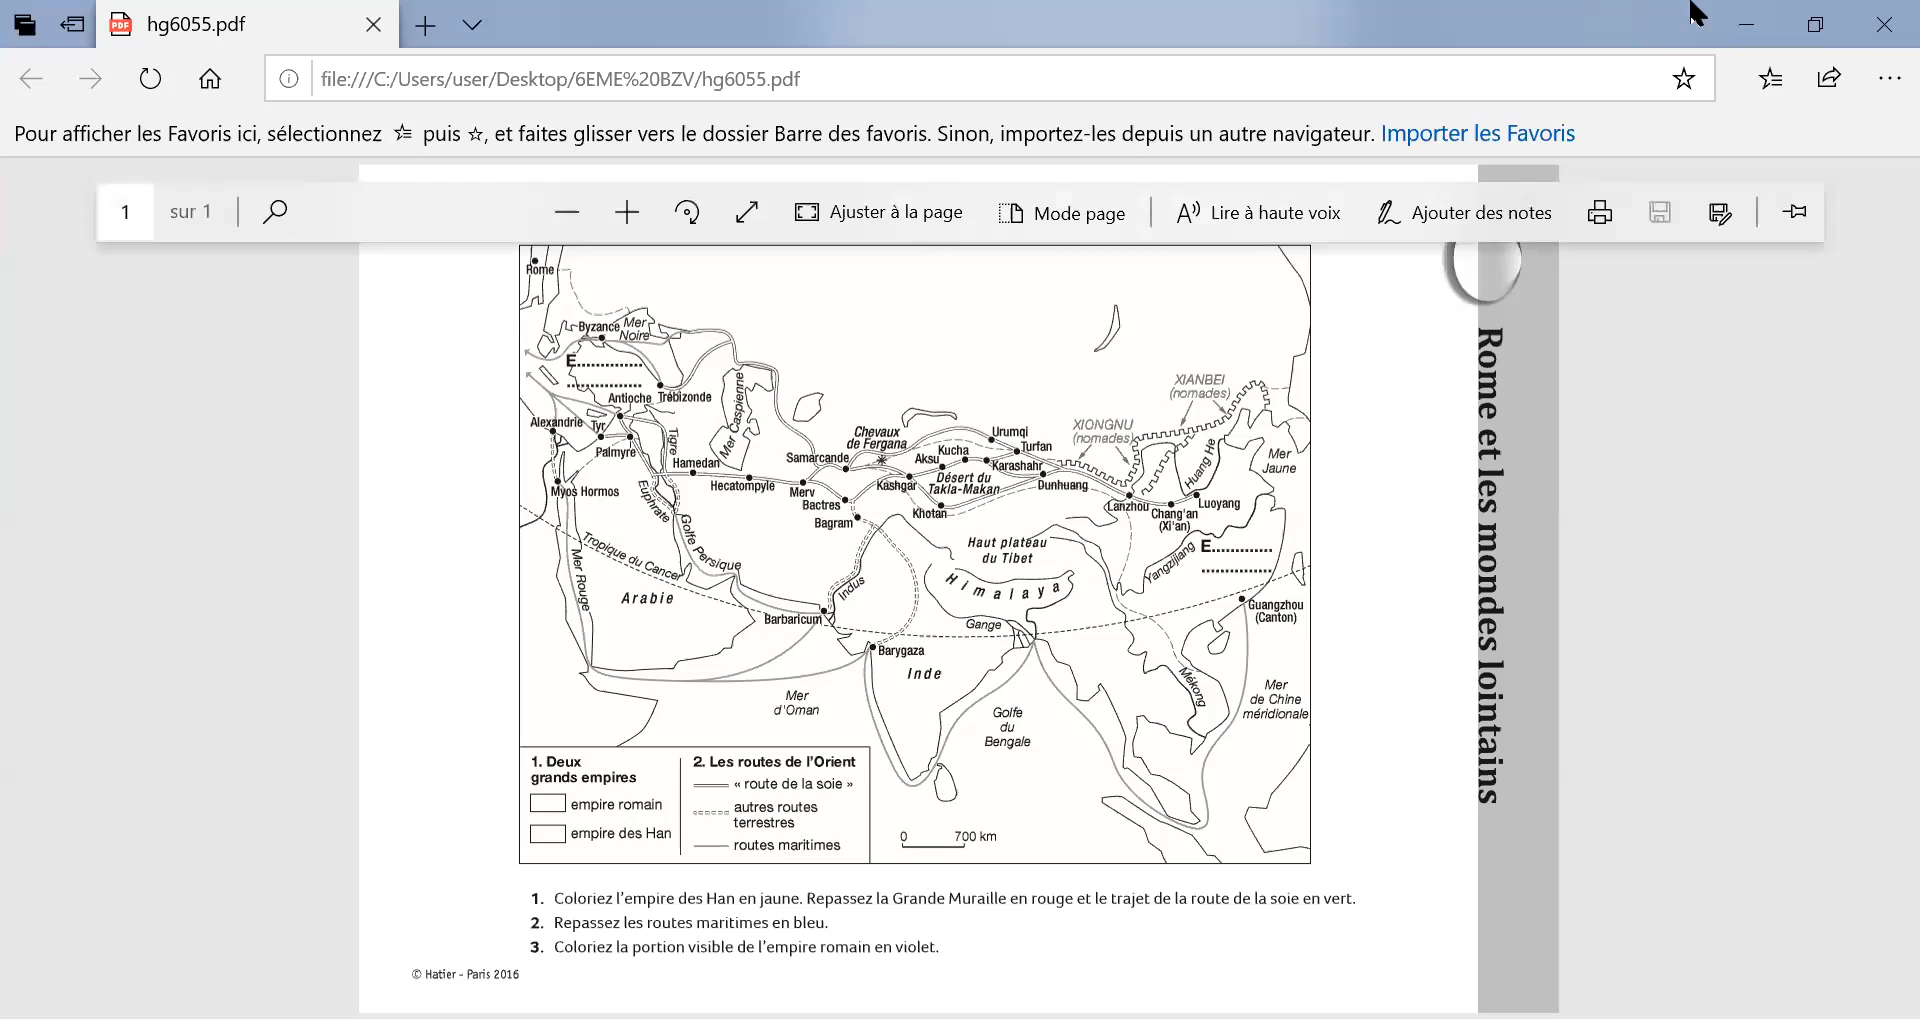 hg6055.pdf
file:///C:/Users/user/Desktop/6EME%20BZV/hg6055.pdf
Pour afficher les Favoris ici, sélectionnez puis , et faites glisser vers le dossier Barre des favoris. Sinon, importez-les depuis un autre navigateur. Importer les Favoris
1 sur 1 Ajuster à la page Mode page Lire à haute voix Ajouter des notes
Rome
Byzance
Mer
Noire
E...............
...............
Antioche
Trébizonde
Alexandrie
Tyr
Palmyre
Tigre
Mer Caspienne
Hamedan
Hecatompyle
Myos Hormos
Euphrate
Golfe Persique
Merv
Samarcande
Chevaux
de Fergana
Bactres
Bagram
Kashgar
Aksu
Kucha
Urumqi
Turfan
Karashahr
Désert du
Takla-Makan
Khotan
Dunhuang
XIONGNU
(nomades)
XIANBEI
(nomades)
Huang He
Mer
Jaune
Lanzhou
Chang'an
(Xi'an)
Luoyang
Haut plateau
du Tibet
Yangzijiang
E...............
...............
Himalaya
Tropique du Cancer
Mer Rouge
Arabie
Indus
Barbaricum
Gange
Guangzhou
(Canton)
Barygaza
Inde
Mékong
Mer
d'Oman
Golfe
du
Bengale
Mer
de Chine
méridionale
1. Deux
grands empires
empire romain
empire des Han
2. Les routes de l'Orient
« route de la soie »
autres routes
terrestres
routes maritimes
0 700 km
1. Coloriez l'empire des Han en jaune. Repassez la Grande Muraille en rouge et le trajet de la route de la soie en vert.
2. Repassez les routes maritimes en bleu.
3. Coloriez la portion visible de l'empire romain en violet.
© Hatier - Paris 2016
Rome et les mondes lointains